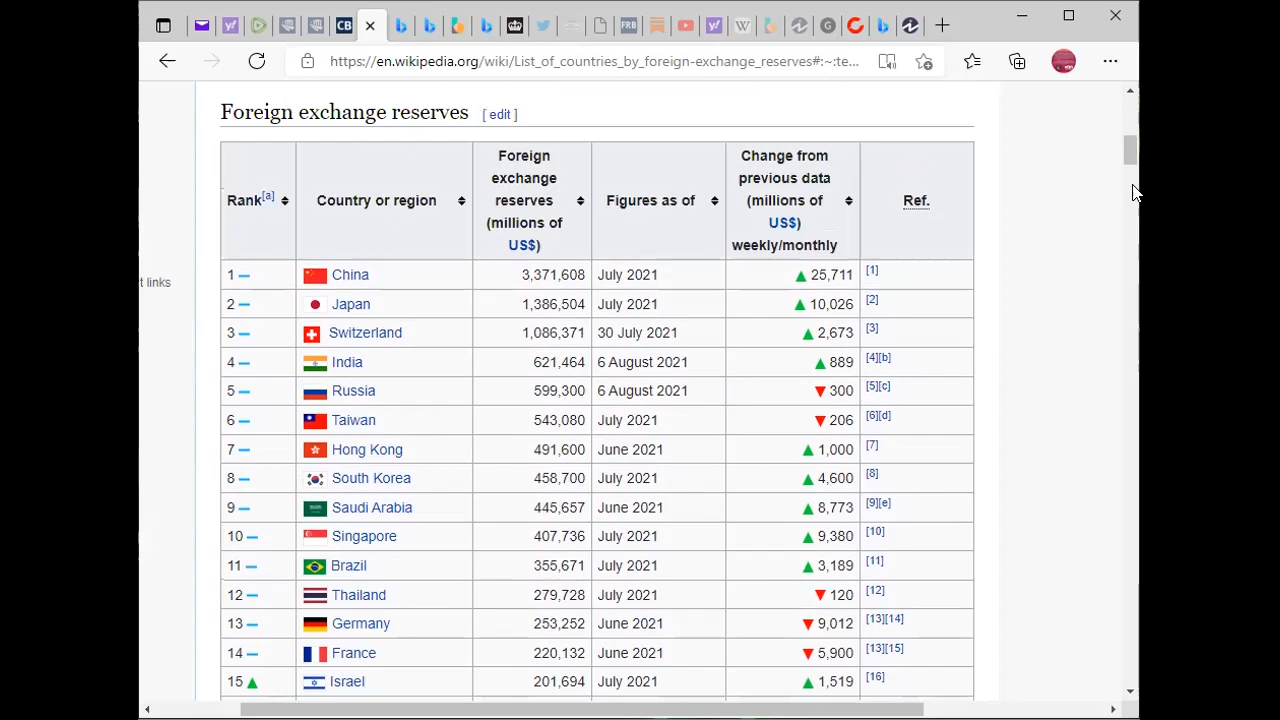 CB
FRB
W
G
https://en.wikipedia.org/wiki/List_of_countries_by_foreign-exchange_reserves#:~:te...
Foreign exchange reserves [ edit ]
Rank[a] Country or region Foreign exchange reserves (millions of US$) Figures as of Change from previous data (millions of US$) weekly/monthly Ref.
1 China 3,371,608 July 2021 ▲ 25,711 [1]
2 Japan 1,386,504 July 2021 ▲ 10,026 [2]
3 Switzerland 1,086,371 30 July 2021 ▲ 2,673 [3]
t links
4 India 621,464 6 August 2021 ▲ 889 [4][b]
5 Russia 599,300 6 August 2021 ▼ 300 [5][c]
6 Taiwan 543,080 July 2021 ▼ 206 [6][d]
7 Hong Kong 491,600 June 2021 ▲ 1,000 [7]
8 South Korea 458,700 July 2021 ▲ 4,600 [8]
9 Saudi Arabia 445,657 June 2021 ▲ 8,773 [9][e]
10 Singapore 407,736 July 2021 ▲ 9,380 [10]
11 Brazil 355,671 July 2021 ▲ 3,189 [11]
12 Thailand 279,728 July 2021 ▼ 120 [12]
13 Germany 253,252 June 2021 ▼ 9,012 [13][14]
14 France 220,132 June 2021 ▼ 5,900 [13][15]
15 ▲ Israel 201,694 July 2021 ▲ 1,519 [16]